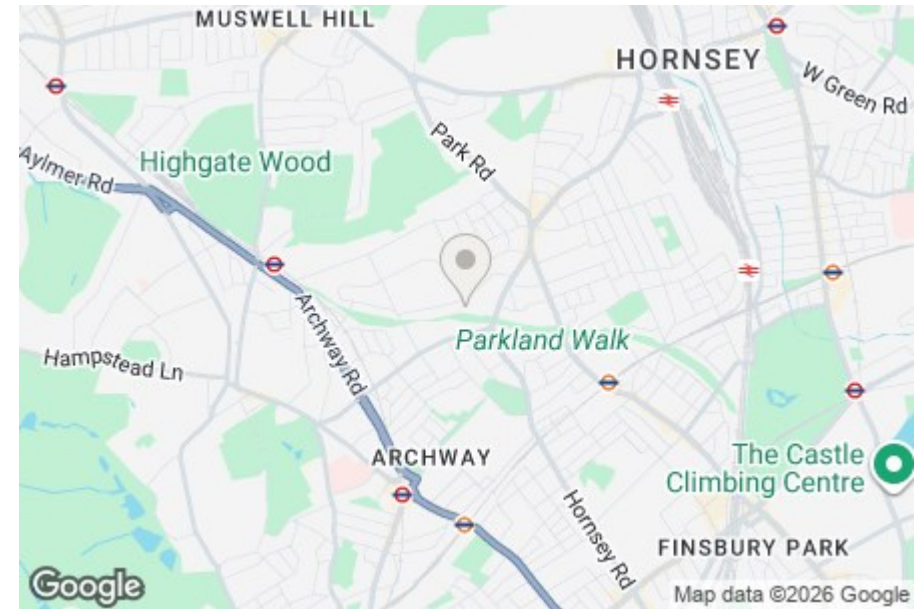 MUSWELL HILL
HORNSEY
W Green Rd
Park Rd
Highgate Wood
Aylmer Rd
Archway Rd
Parkland Walk
Hampstead Ln
ARCHWAY
The Castle
Climbing Centre
Hornsey Rd
FINSBURY PARK
Google
Map data ©2026 Google